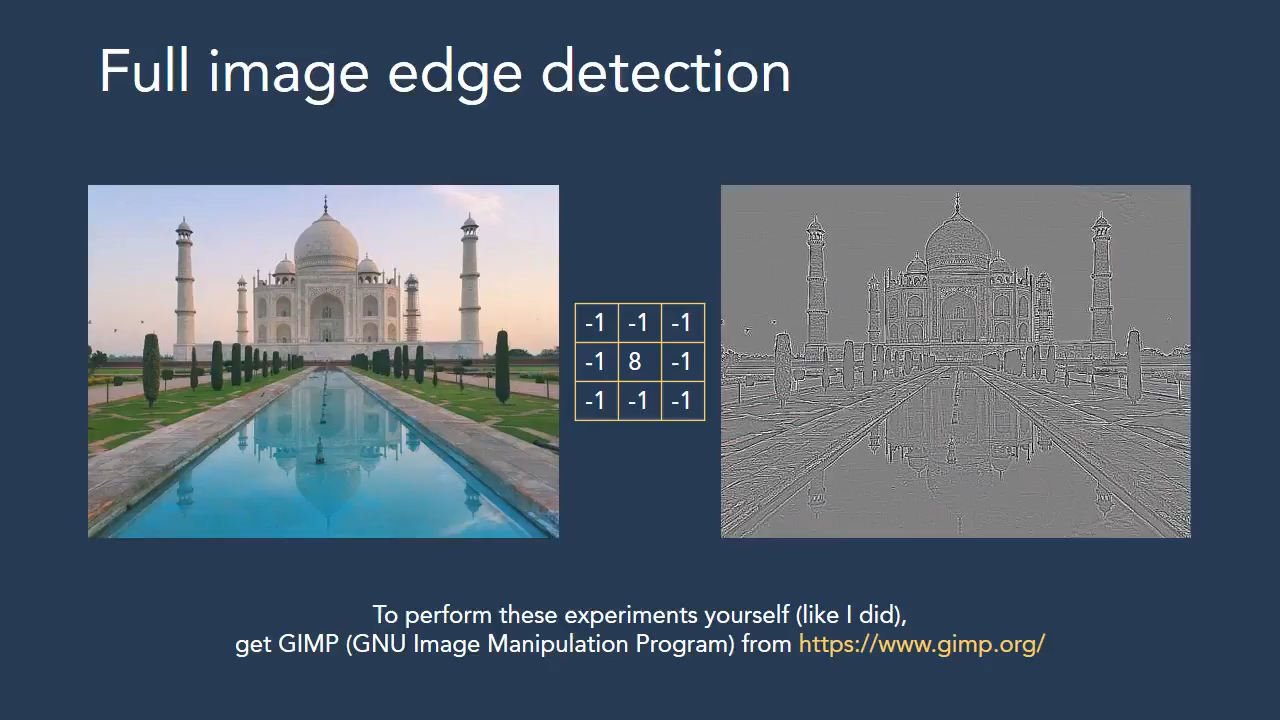 Full image edge detection
-1 -1 -1
-1 8 -1
-1 -1 -1
To perform these experiments yourself (like I did),
get GIMP (GNU Image Manipulation Program) from https://www.gimp.org/